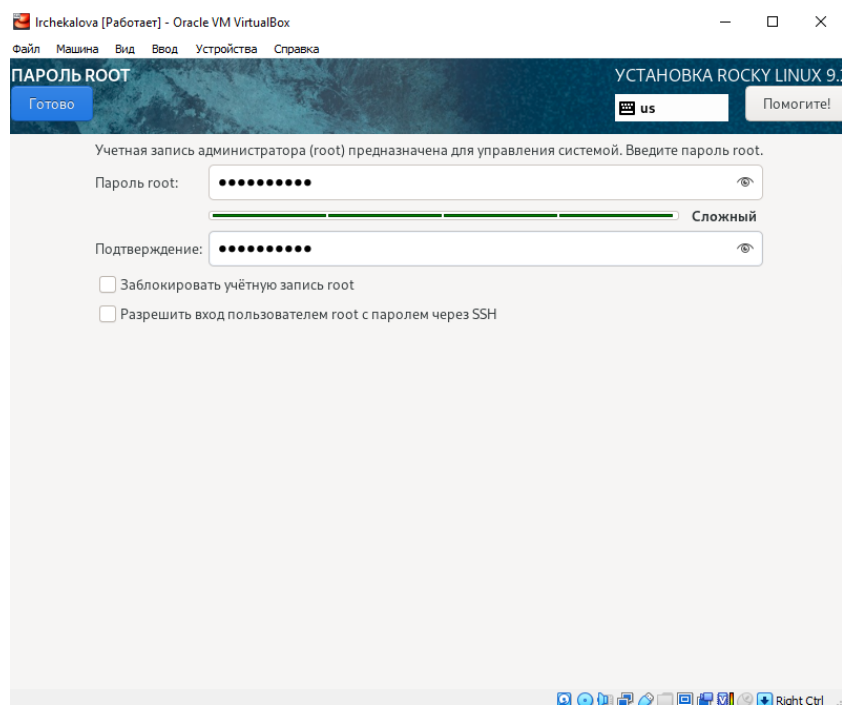 lrchekalova [Работает] - Oracle VM VirtualBox
Файл Машина Вид Ввод Устройства Справка
ПАРОЛЬ ROOT
УСТАНОВКА ROCKY LINUX 9.
Готово
us
Помогите!
Учетная запись администратора (root) предназначена для управления системой. Введите пароль root.
Пароль root: ●●●●●●●●●●
Сложный
Подтверждение: ●●●●●●●●●●
Заблокировать учётную запись root
Разрешить вход пользователем root с паролем через SSH
Right Ctrl